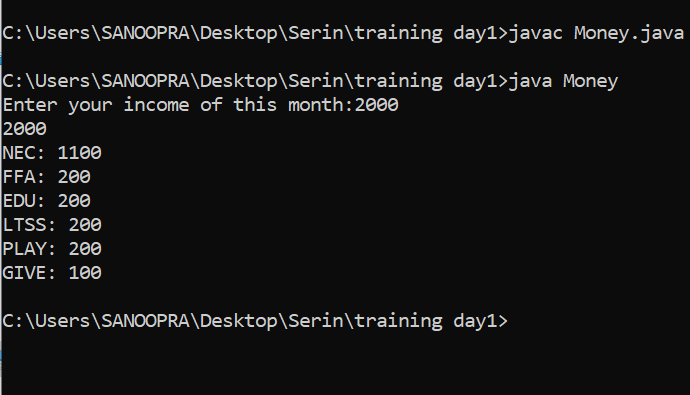 C:\Users\SANOOPRA\Desktop\Serin\training day1>javac Money.java
C:\Users\SANOOPRA\Desktop\Serin\training day1>java Money
Enter your income of this month:2000
2000
NEC: 1100
FFA: 200
EDU: 200
LTSS: 200
PLAY: 200
GIVE: 100
C:\Users\SANOOPRA\Desktop\Serin\training day1>